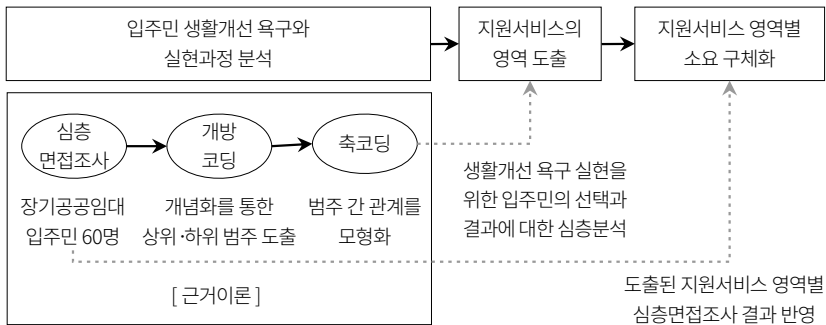 입주민 생활개선 욕구와
실현과정 분석
지원서비스의
영역 도출
지원서비스 영역별
소요 구체화
심층
면접조사
개방
코딩
축코딩
장기공공임대
입주민 60명
개념화를 통한
상위·하위 범주 도출
범주 간 관계를
모형화
생활개선 욕구 실현을
위한 입주민의 선택과
결과에 대한 심층분석
[ 근거이론 ]
도출된 지원서비스 영역별
심층면접조사 결과 반영